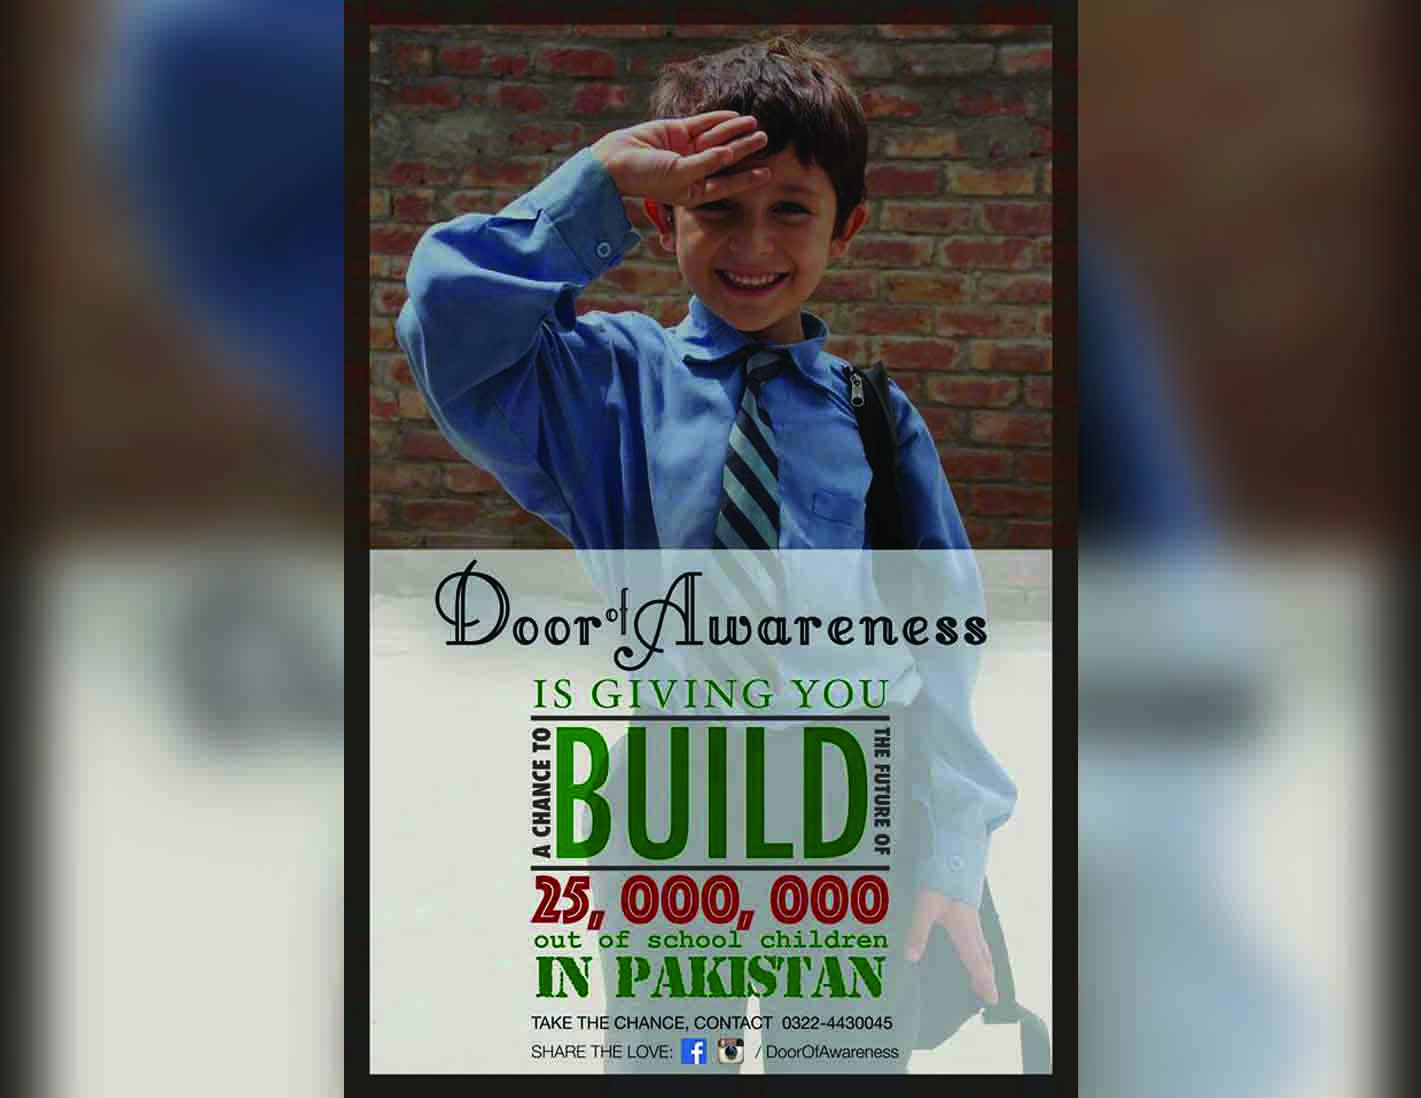 Door of Awareness
IS GIVING YOU
A CHANCE TO
BUILD
THE FUTURE OF
25, 000, 000
out of school children
IN PAKISTAN
TAKE THE CHANCE, CONTACT 0322-4430045
SHARE THE LOVE: / DoorOfAwareness